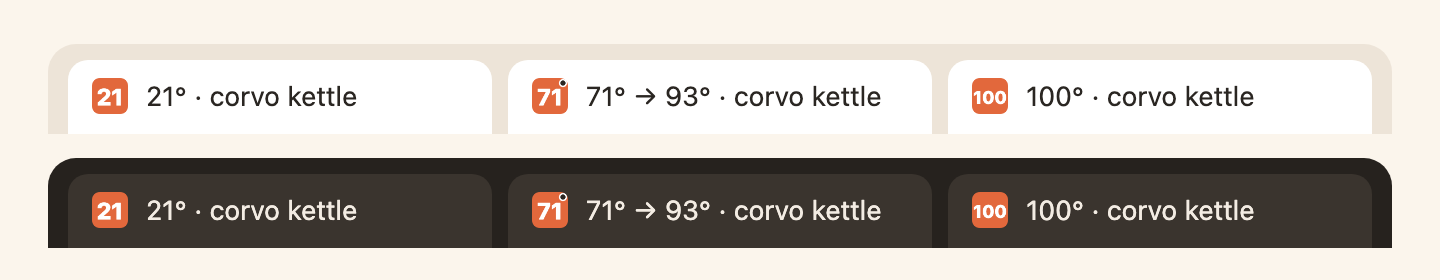 21 21° · corvo kettle
71 71° → 93° · corvo kettle
100 100° · corvo kettle
21 21° · corvo kettle
71 71° → 93° · corvo kettle
100 100° · corvo kettle